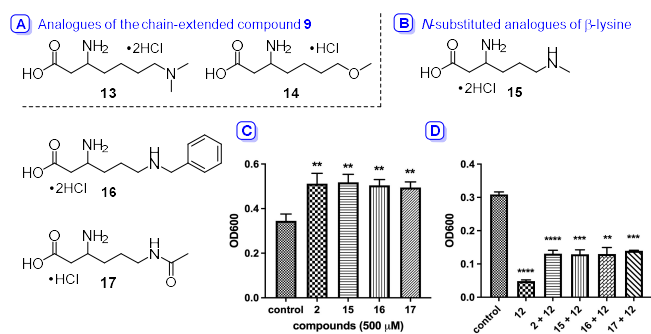 A Analogues of the chain-extended compound 9
O NH2 •2HCl
HO N
13
O NH2 •HCl
HO O
14
B N-substituted analogues of β-lysine
O NH2 H
HO N
•2HCl 15
O NH2 H
HO N
•2HCl 16
O NH2 H
HO N
•HCl O
17
C
OD600
0.6
0.4
0.2
0.0
** ** ** **
control 2 15 16 17
compounds (500 μM)
D
OD600
0.4
0.3
0.2
0.1
0.0
**** **** *** ** ***
control 12 2 + 12 15 + 12 16 + 12 17 + 12